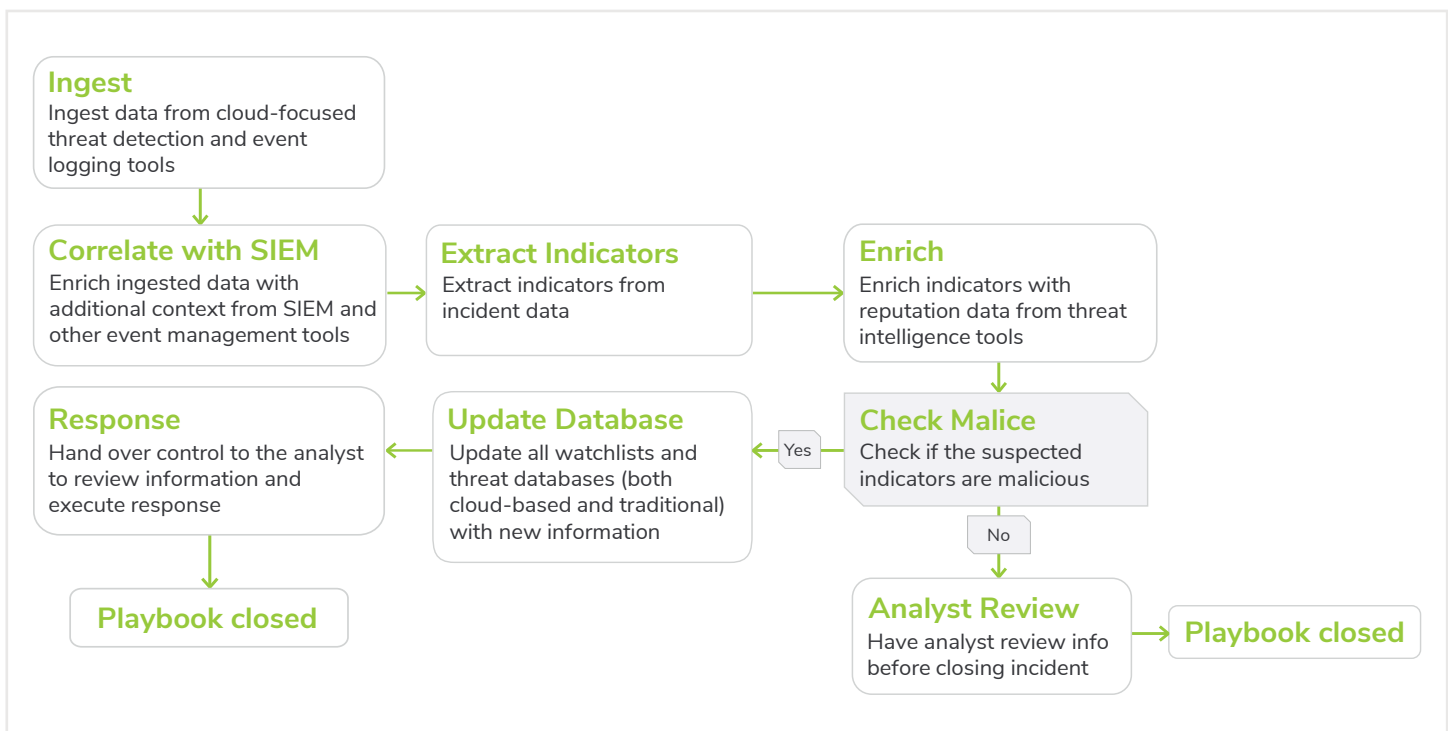 Ingest
Ingest data from cloud-focused
threat detection and event
logging tools
Correlate with SIEM
Enrich ingested data with
additional context from SIEM and
other event management tools
Extract Indicators
Extract indicators from
incident data
Enrich
Enrich indicators with
reputation data from threat
intelligence tools
Check Malice
Check if the suspected
indicators are malicious
Yes
Update Database
Update all watchlists and
threat databases (both
cloud-based and traditional)
with new information
Response
Hand over control to the analyst
to review information and
execute response
Playbook closed
No
Analyst Review
Have analyst review info
before closing incident
Playbook closed